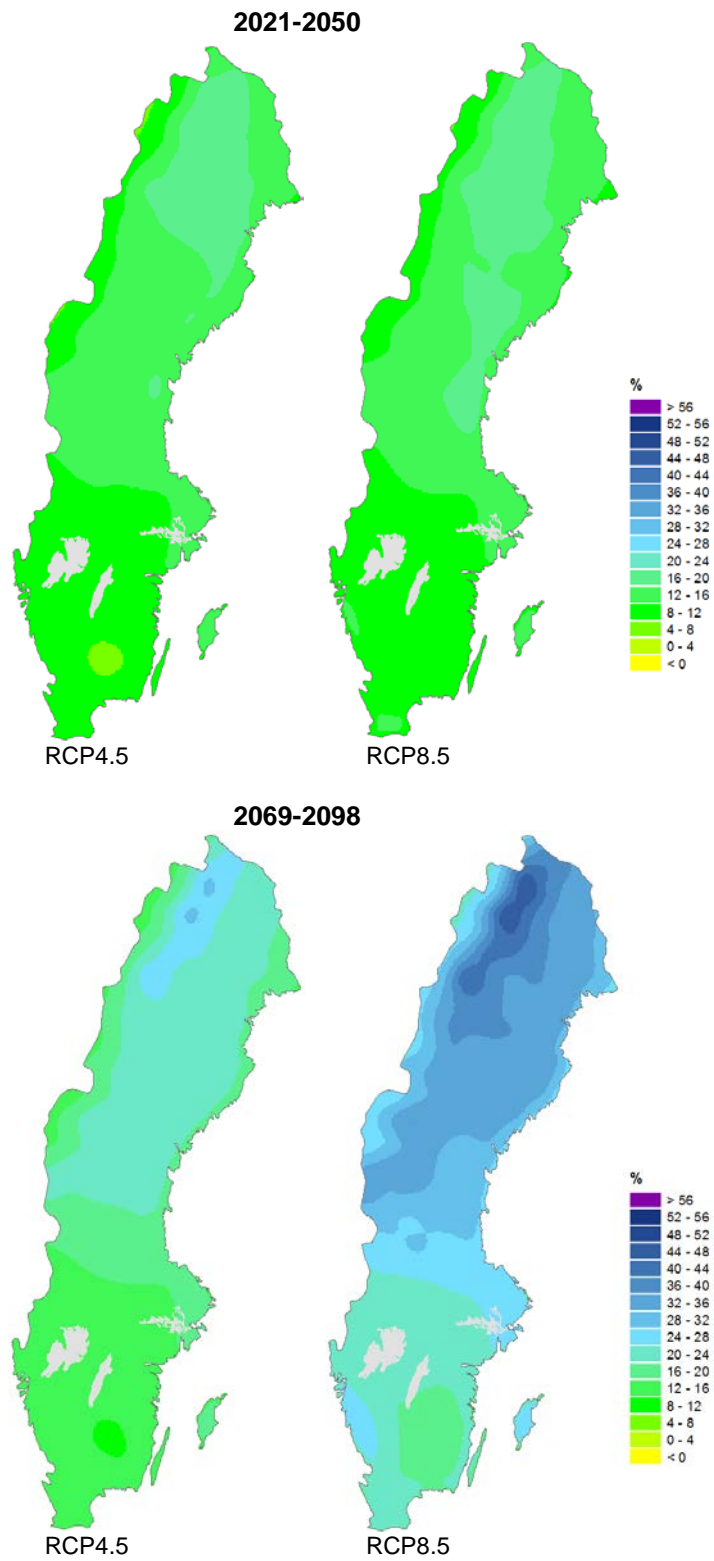 2021-2050
%
> 56
52 - 56
48 - 52
44 - 48
40 - 44
36 - 40
32 - 36
28 - 32
24 - 28
20 - 24
16 - 20
12 - 16
8 - 12
4 - 8
0 - 4
< 0
RCP4.5
RCP8.5
2069-2098
%
> 56
52 - 56
48 - 52
44 - 48
40 - 44
36 - 40
32 - 36
28 - 32
24 - 28
20 - 24
16 - 20
12 - 16
8 - 12
4 - 8
0 - 4
< 0
RCP4.5
RCP8.5